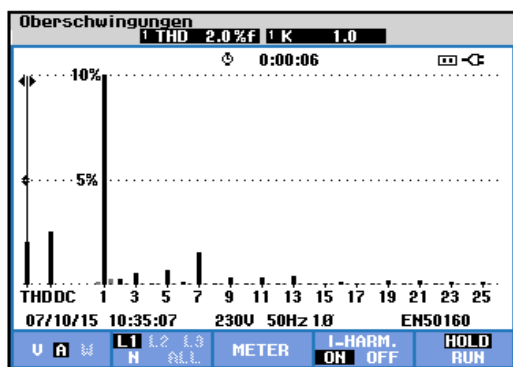 Oberschwingungen
1 THD 2.0%f 1 K 1.0
0:00:06
10%
5%
THD DC 1 3 5 7 9 11 13 15 17 19 21 23 25
07/10/15 10:35:07 230V 50Hz 1Ø EN50160
V A W L1 L2 L3 N ALL METER I-HARM. ON OFF HOLD RUN